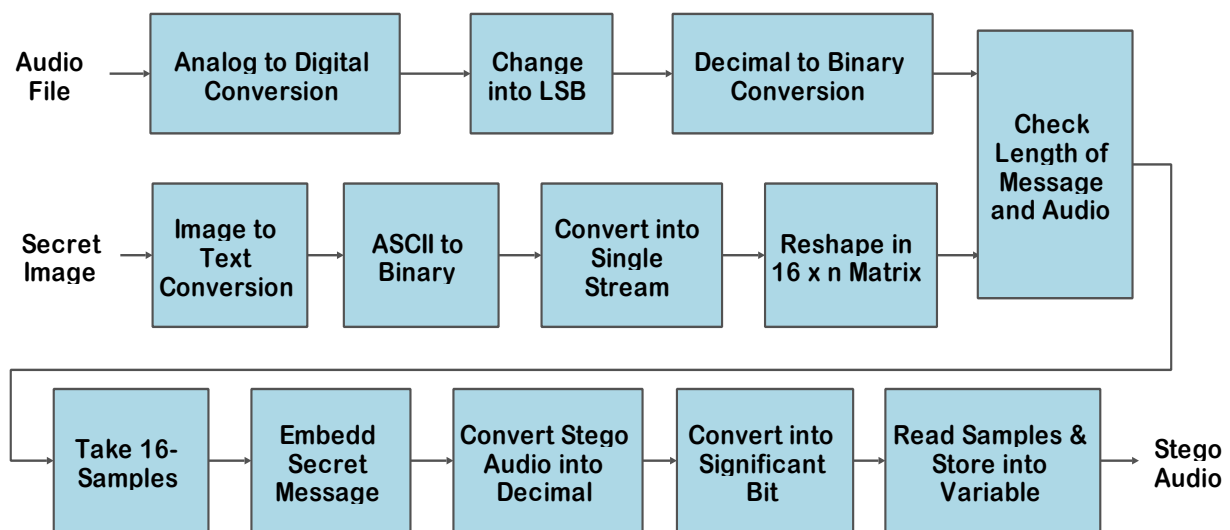 Audio
File
Analog to Digital
Conversion
Change
into LSB
Decimal to Binary
Conversion
Check
Length of
Message
and Audio
Secret
Image
Image to
Text
Conversion
ASCII to
Binary
Convert into
Single
Stream
Reshape in
16 x n Matrix
Take 16-
Samples
Embedd
Secret
Message
Convert Stego
Audio into
Decimal
Convert into
Significant
Bit
Read Samples &
Store into
Variable
Stego
Audio